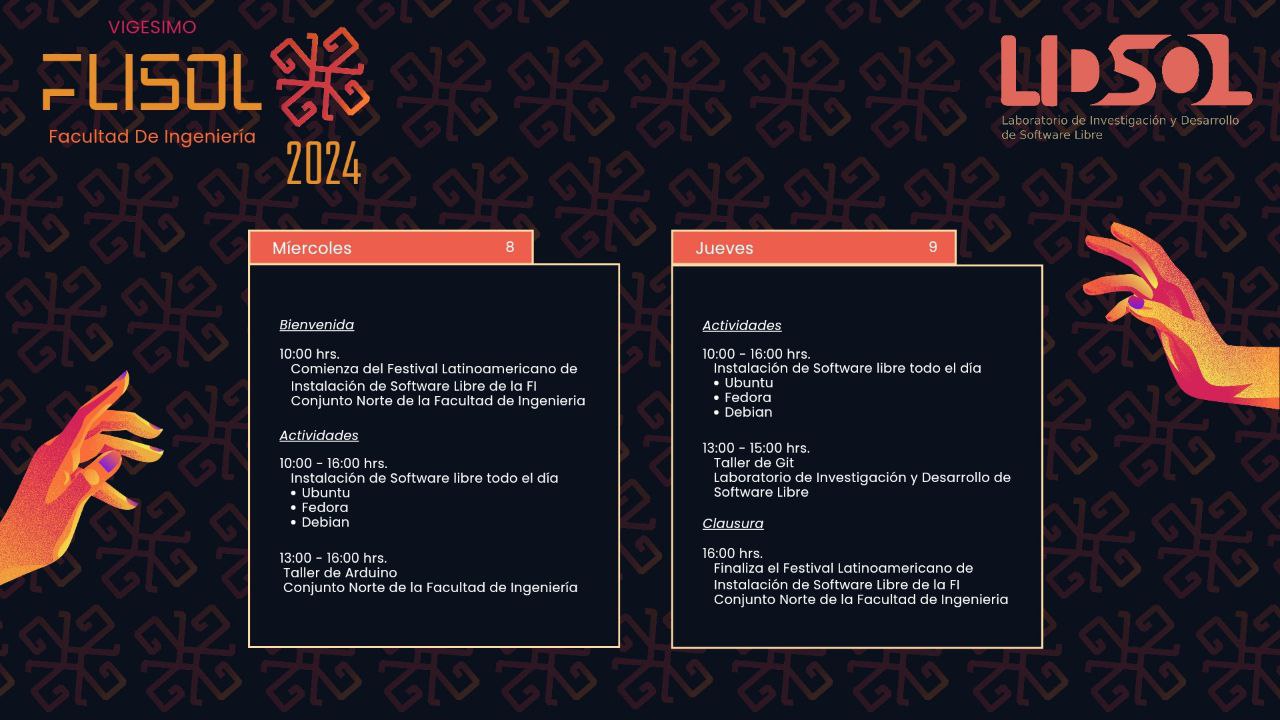 VIGESIMO
FLISOL
Facultad De Ingeniería
2024
LIDSOL
Laboratorio de Investigación y Desarrollo
de Software Libre
Míercoles 8
Bienvenida
10:00 hrs.
Comienza del Festival Latinoamericano de
Instalación de Software Libre de la FI
Conjunto Norte de la Facultad de Ingenieria
Actividades
10:00 - 16:00 hrs.
Instalación de Software libre todo el día
• Ubuntu
• Fedora
• Debian
13:00 - 16:00 hrs.
Taller de Arduino
Conjunto Norte de la Facultad de Ingeniería
Jueves 9
Actividades
10:00 - 16:00 hrs.
Instalación de Software libre todo el día
• Ubuntu
• Fedora
• Debian
13:00 - 15:00 hrs.
Taller de Git
Laboratorio de Investigación y Desarrollo de
Software Libre
Clausura
16:00 hrs.
Finaliza el Festival Latinoamericano de
Instalación de Software Libre de la FI
Conjunto Norte de la Facultad de Ingenieria